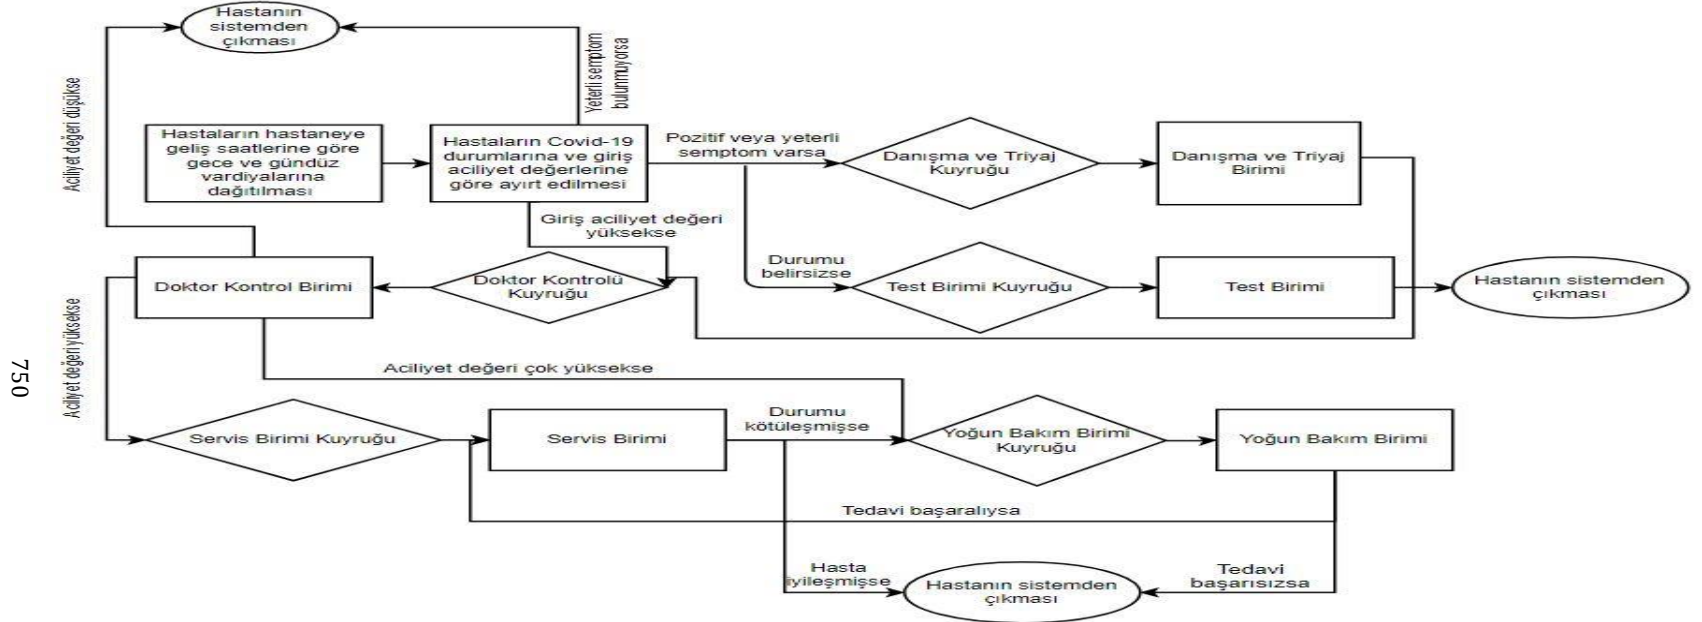 Hastanın
sistemden
çıkması
Aciliyet değeri düşükse
Yeterli semptom
bulunmuyorsa
Hastaların hastaneye
geliş saatlerine göre
gece ve gündüz
vardiyalarına
dağıtılması
Hastaların Covid-19
durumlarına ve giriş
aciliyet değerlerine
göre ayırt edilmesi
Pozitif veya yeterli
semptom varsa
Danışma ve Triyaj
Kuyruğu
Danışma ve Triyaj
Birimi
Giriş aciliyet değeri
yüksekse
Durumu
belirsizse
Doktor Kontrol Birimi
Doktor Kontrolü
Kuyruğu
Test Birimi Kuyruğu
Test Birimi
Hastanın sistemden
çıkması
Aciliyet değeri yüksekse
750
Aciliyet değeri çok yüksekse
Servis Birimi Kuyruğu
Servis Birimi
Durumu
kötüleşmişse
Yoğun Bakım Birimi
Kuyruğu
Yoğun Bakım Birimi
Tedavi başaralıysa
Hasta
iyileşmişse
Hastanın sistemden
çıkması
Tedavi
başarısızsa